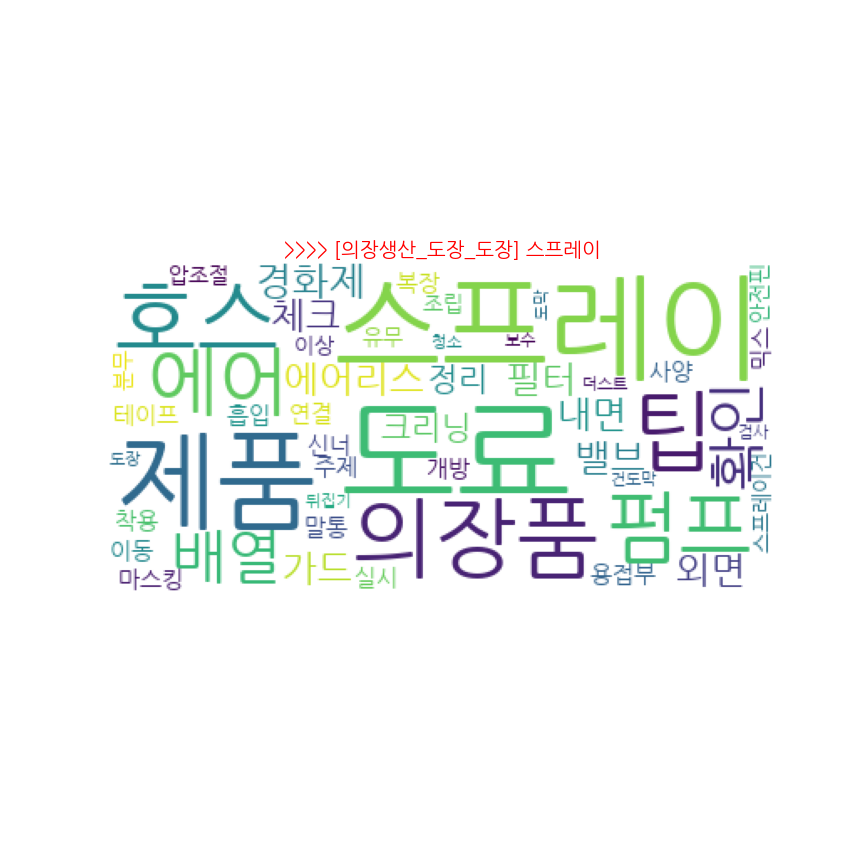 >>>> [의장생산_도장_도장] 스프레이
압조절
경화제
복장
안전핀
호스
스프레이
체크
조립
도막
유무
이상
청소
보수
믹스
분마
에어
에어리스
정리
필터
더스트
사양
테이프
흡입
연결
크리닝
내면
팁
확인
도료
신너
밸브
검사
도장
제품
주제
개방
건도막
뒤집기
의장품
펌프
스프레이건
착용
말통
이동
배열
가드
실시
용접부
외면
마스킹